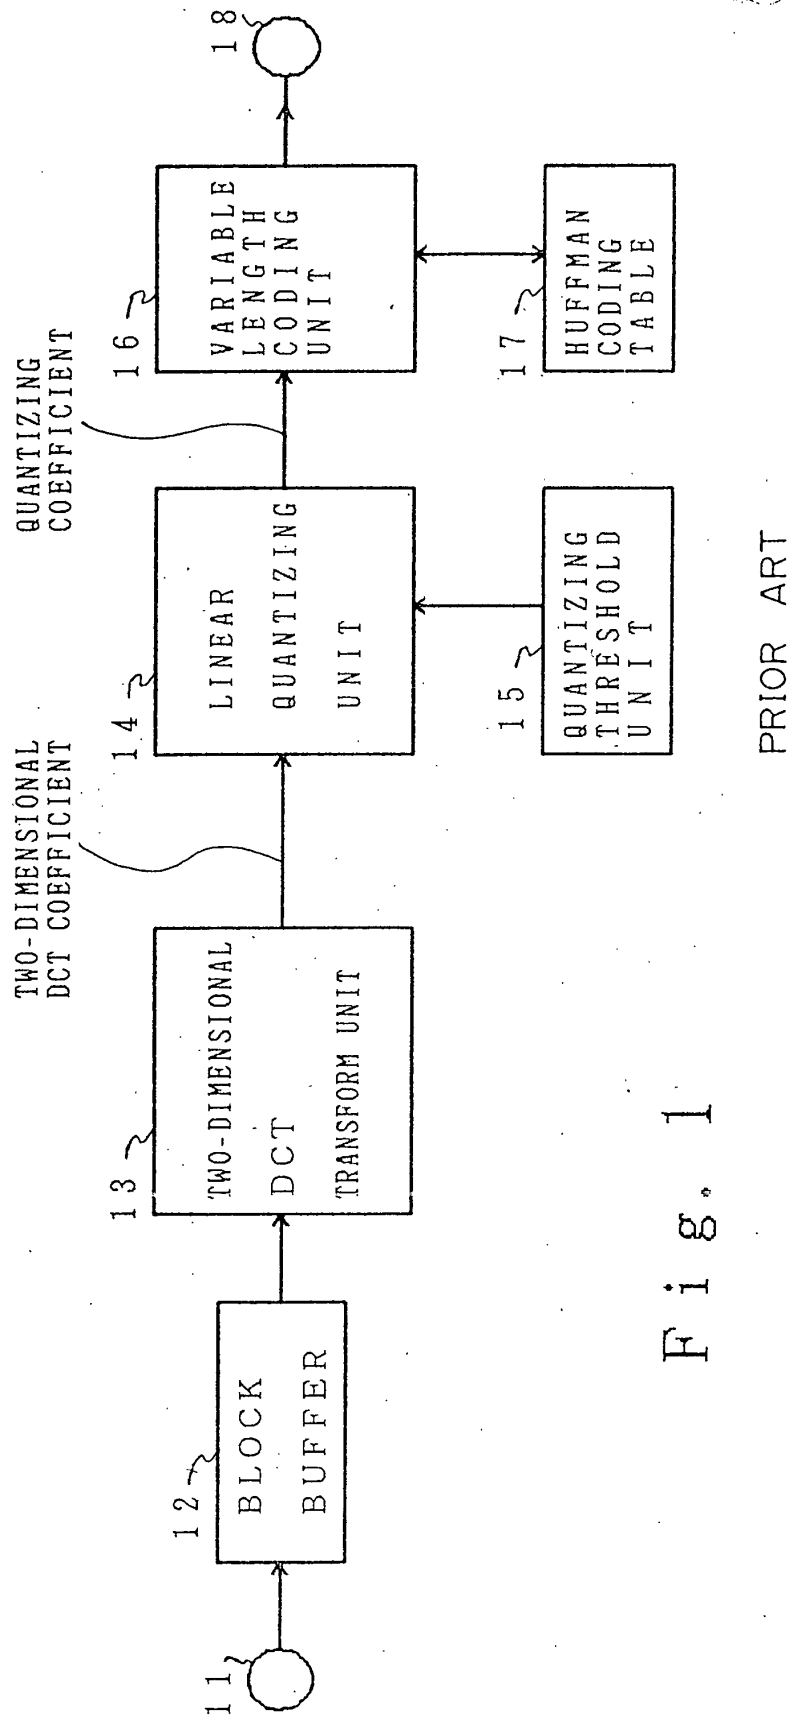 11
12
BLOCK
BUFFER
13
TWO-DIMENSIONAL
DCT
TRANSFORM UNIT
TWO-DIMENSIONAL
DCT COEFFICIENT
14
LINEAR
QUANTIZING
UNIT
15
QUANTIZING
THRESHOLD
UNIT
QUANTIZING
COEFFICIENT
16
VARIABLE
LENGTH
CODING
UNIT
17
HUFFMAN
CODING
TABLE
18
Fig. 1
PRIOR ART